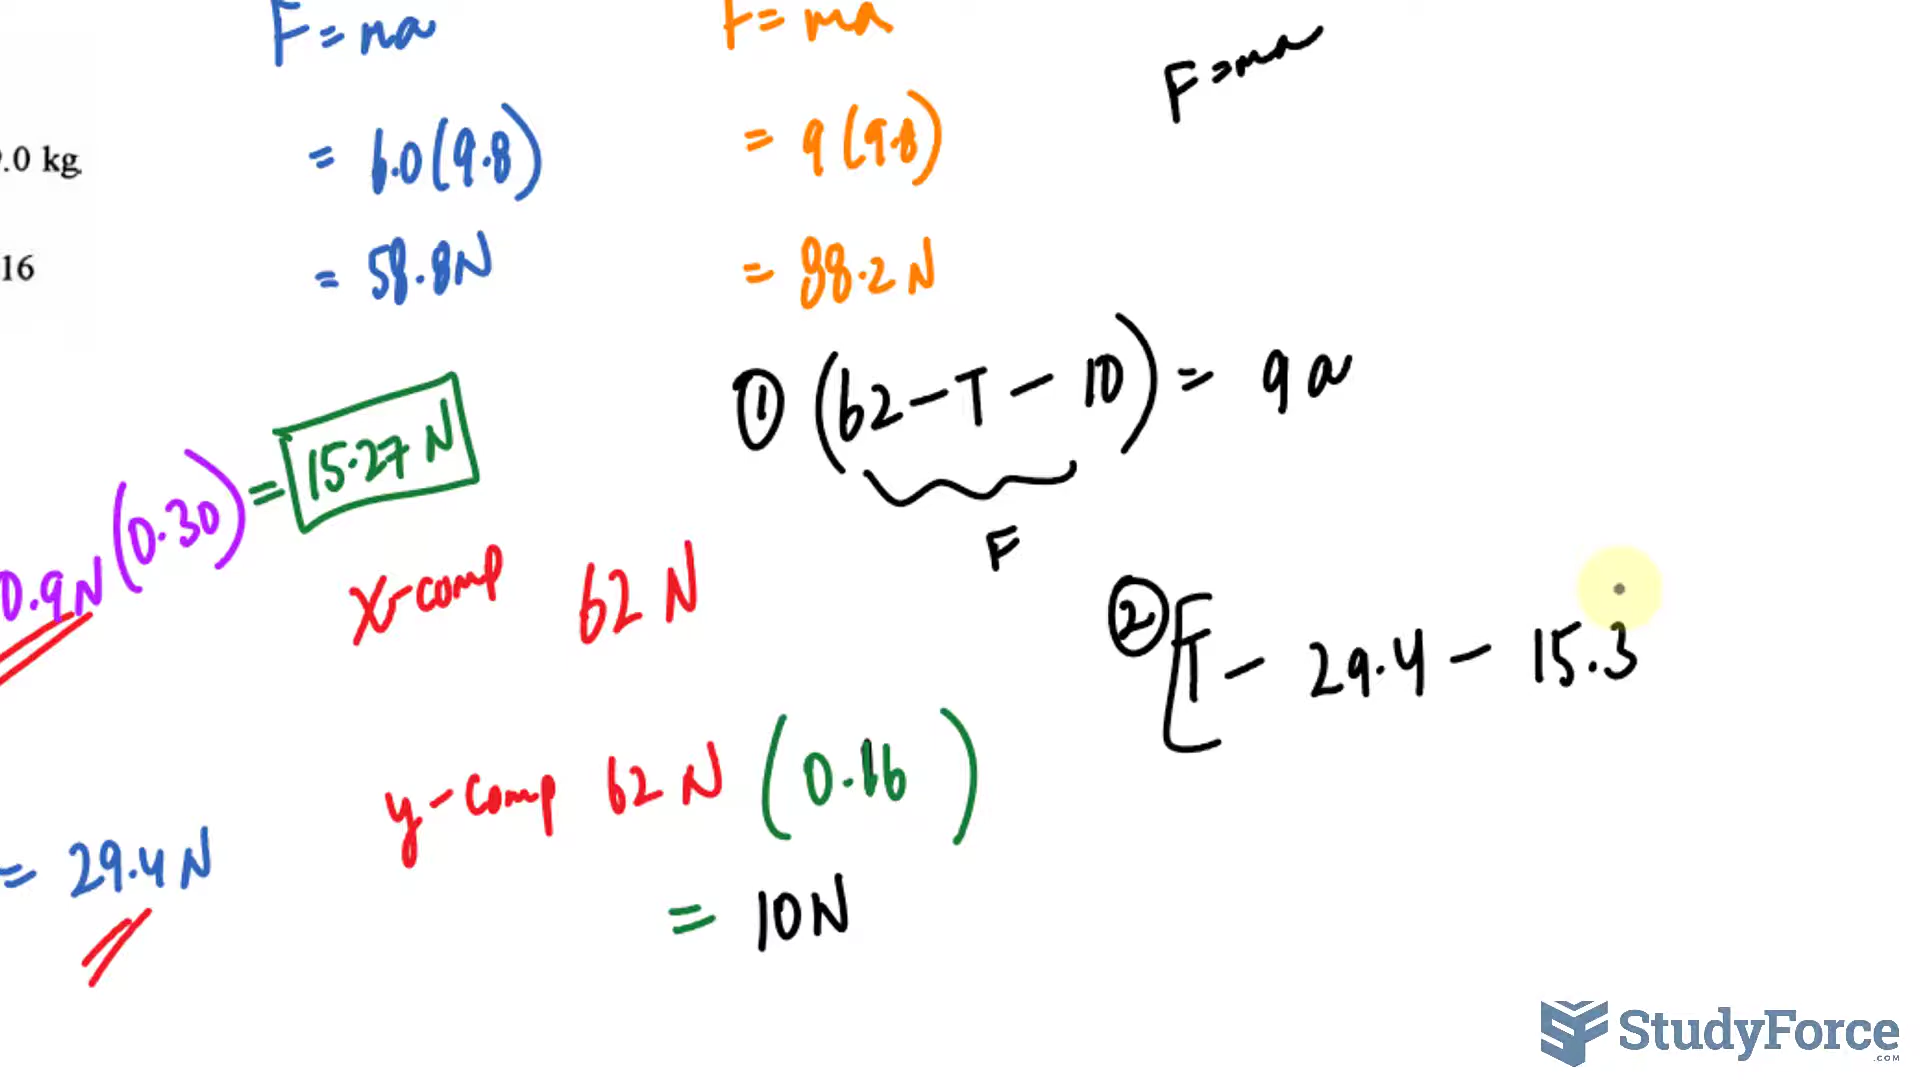 F = ma
F = ma
F = ma
.0 kg
= 6.0(9.8)
= 9(9.8)
16
= 58.8N
= 88.2 N
① (62 - T - 10) = 9a
F
0.9N (0.30) = 15.27 N
x-comp 62 N
② [T - 29.4 - 15.3
y-comp 62 N (0.16)
= 29.4 N
= 10N
StudyForce
.COM